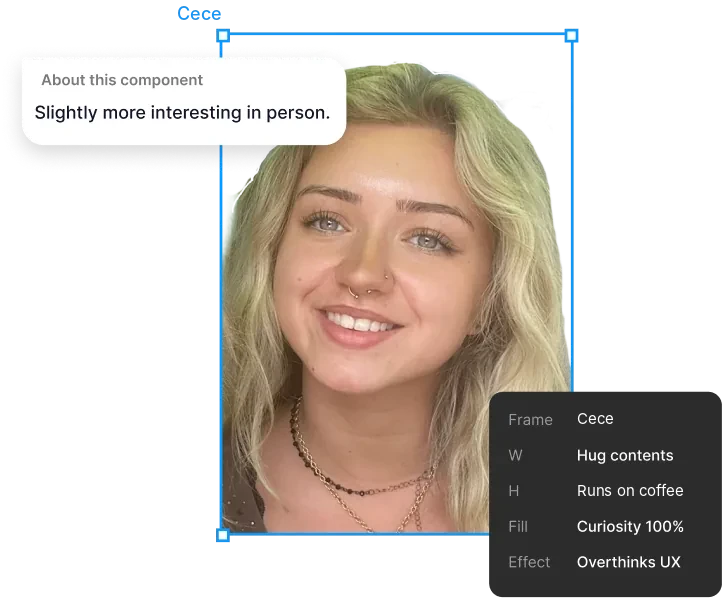 Cece
About this component
Slightly more interesting in person.
Frame Cece
W Hug contents
H Runs on coffee
Fill Curiosity 100%
Effect Overthinks UX